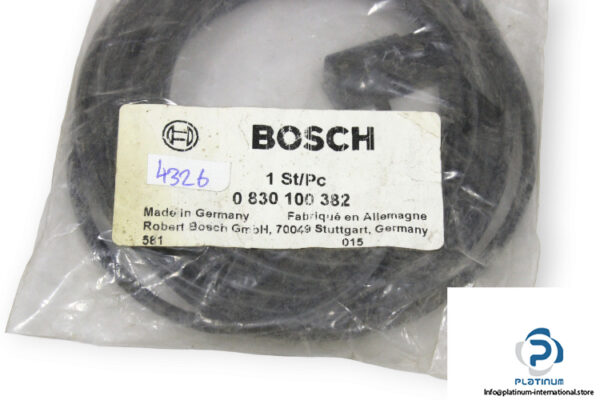 BOSCH
4326
1 St/Pc
0 830 100 382
Made in Germany Fabriqué en Allemagne
Robert Bosch GmbH, 70049 Stuttgart, Germany
581 015
PLATINUM
Info@platinum-international.store